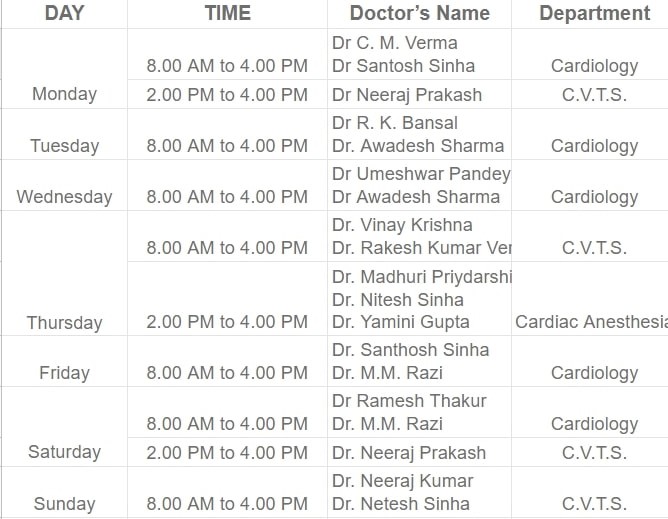 DAY TIME Doctor’s Name Department
Dr C. M. Verma
8.00 AM to 4.00 PM Dr Santosh Sinha Cardiology
Monday 2.00 PM to 4.00 PM Dr Neeraj Prakash C.V.T.S.
Dr R. K. Bansal
Tuesday 8.00 AM to 4.00 PM Dr. Awadesh Sharma Cardiology
Dr Umeshwar Pandey
Wednesday 8.00 AM to 4.00 PM Dr Awadesh Sharma Cardiology
Dr. Vinay Krishna
8.00 AM to 4.00 PM Dr. Rakesh Kumar Ver C.V.T.S.
Dr. Madhuri Priydarshi
Dr. Nitesh Sinha
Thursday 2.00 PM to 4.00 PM Dr. Yamini Gupta Cardiac Anesthesia
Dr. Santhosh Sinha
Friday 8.00 AM to 4.00 PM Dr. M.M. Razi Cardiology
Dr Ramesh Thakur
8.00 AM to 4.00 PM Dr. M.M. Razi Cardiology
Saturday 2.00 PM to 4.00 PM Dr. Neeraj Prakash C.V.T.S.
Dr. Neeraj Kumar
Sunday 8.00 AM to 4.00 PM Dr. Netesh Sinha C.V.T.S.